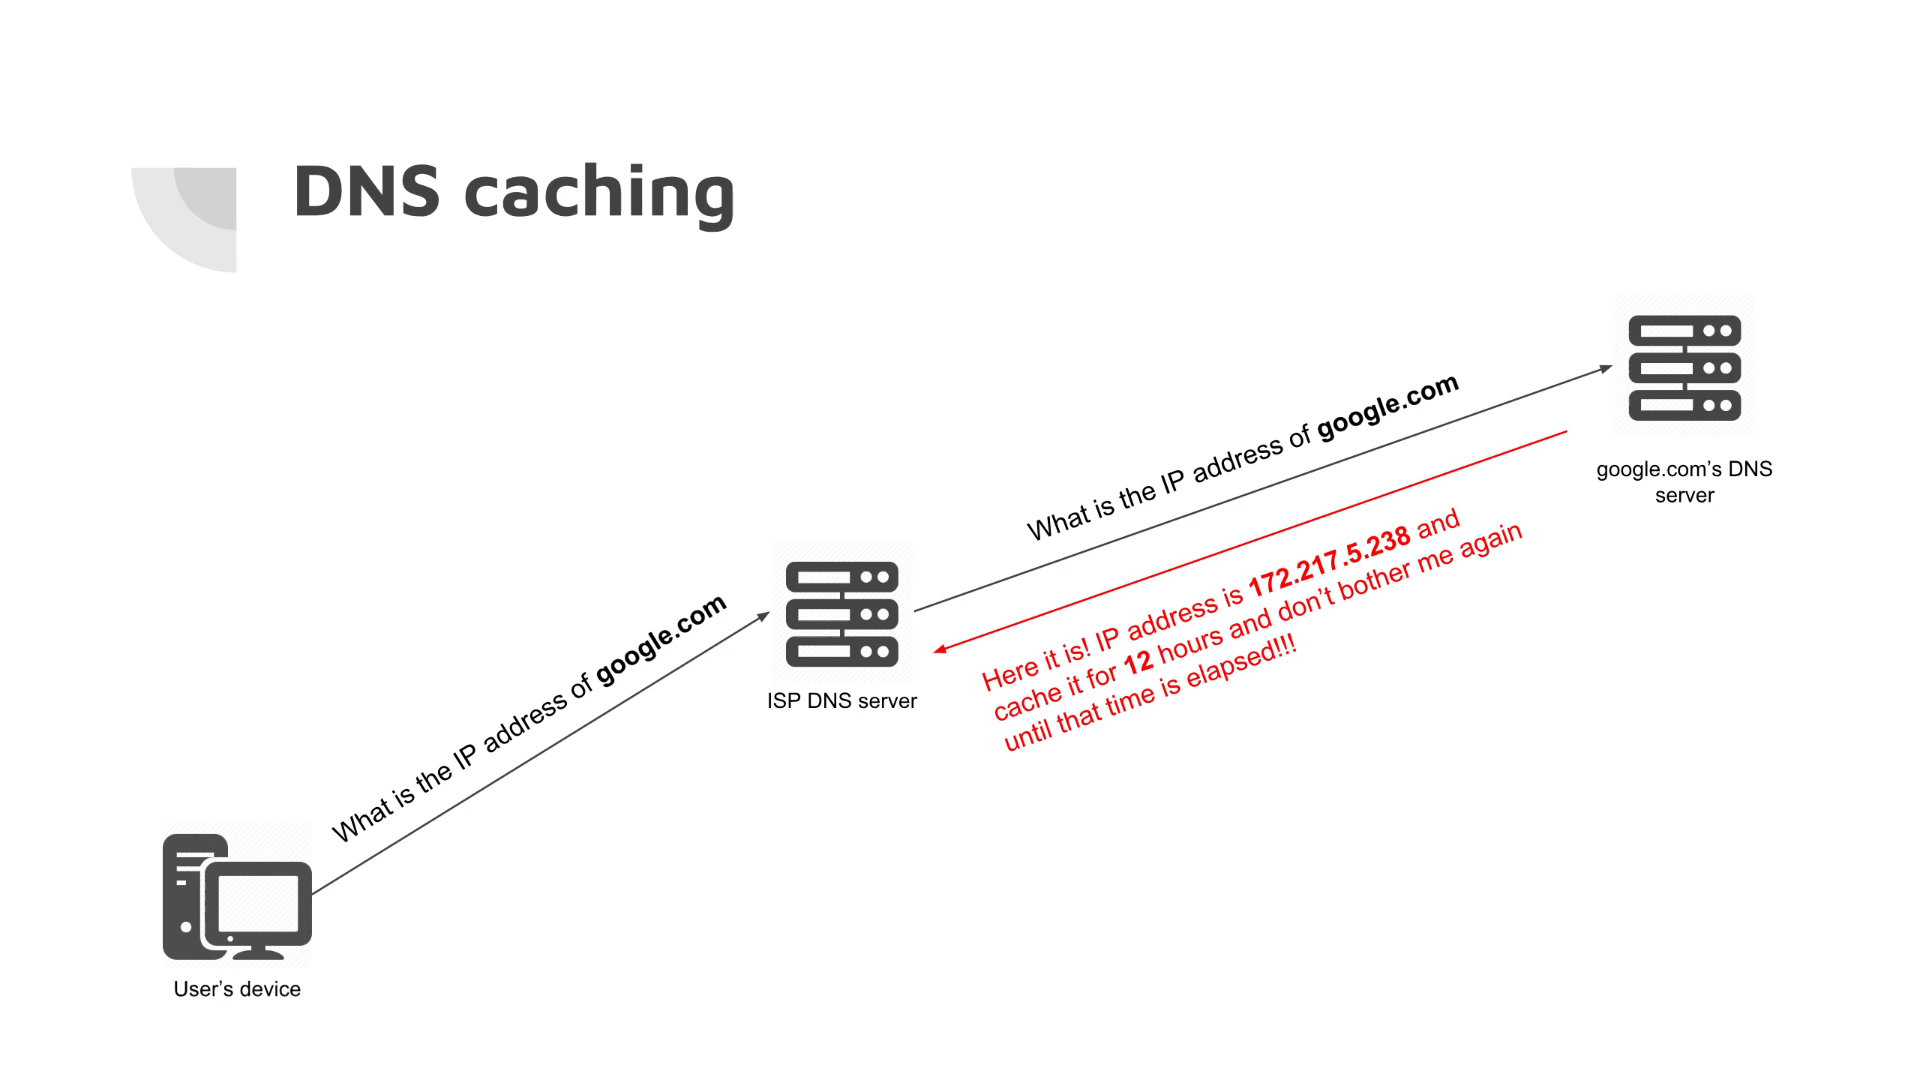 DNS caching
What is the IP address of google.com
google.com’s DNS
server
Here it is! IP address is 172.217.5.238 and
cache it for 12 hours and don’t bother me again
until that time is elapsed!!!
What is the IP address of google.com
ISP DNS server
User’s device